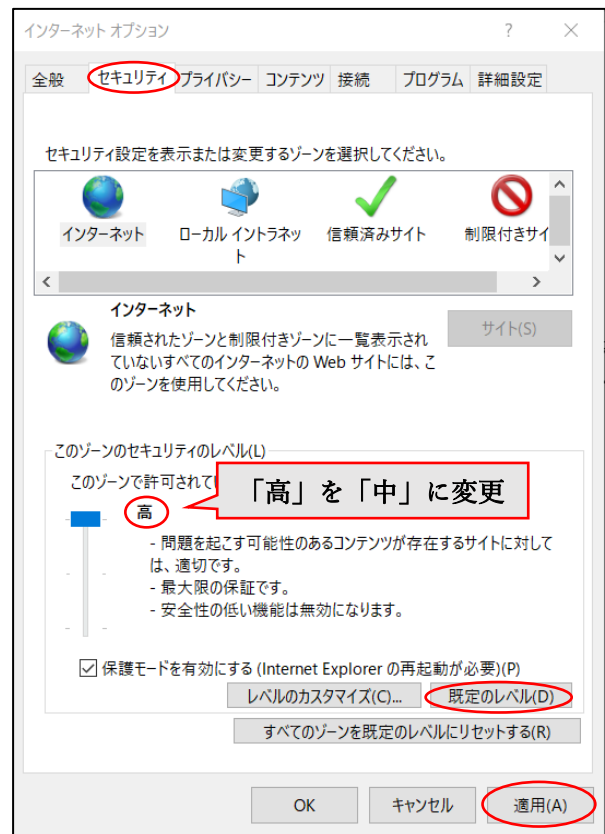 インターネット オプション
? ×
全般 セキュリティ プライバシー コンテンツ 接続 プログラム 詳細設定
セキュリティ設定を表示または変更するゾーンを選択してください。
インターネット
ローカル イントラネッ
ト
信頼済みサイト
制限付きサイ
インターネット
信頼されたゾーンと制限付きゾーンに一覧表示され
ていないすべてのインターネットの Web サイトには、こ
のゾーンを使用してください。
サイト(S)
このゾーンのセキュリティのレベル(L)
このゾーンで許可されてい
「高」を「中」に変更
高
- 問題を起こす可能性のあるコンテンツが存在するサイトに対して
は、適切です。
- 最大限の保証です。
- 安全性の低い機能は無効になります。
保護モードを有効にする (Internet Explorer の再起動が必要)(P)
レベルのカスタマイズ(C)... 既定のレベル(D)
すべてのゾーンを既定のレベルにリセットする(R)
OK キャンセル 適用(A)